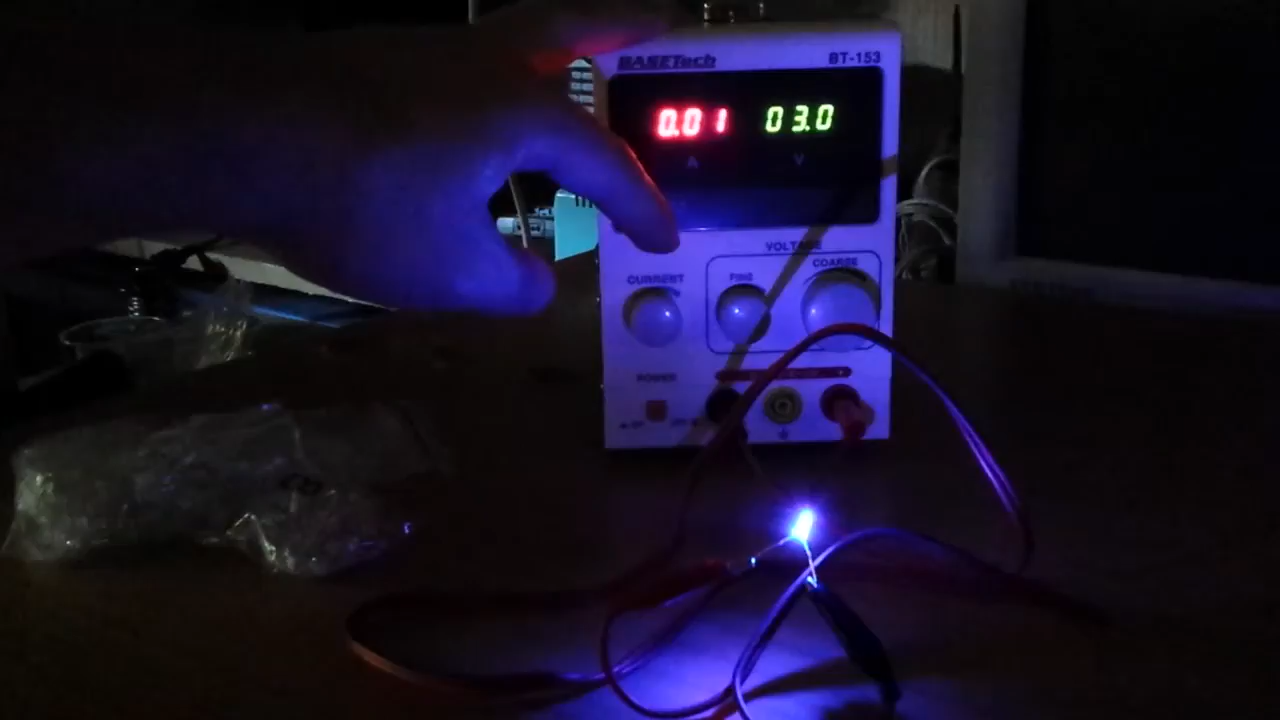 BASETech BT-153
0.01 03.0
A V
VOLTAGE
CURRENT FINE COARSE
POWER